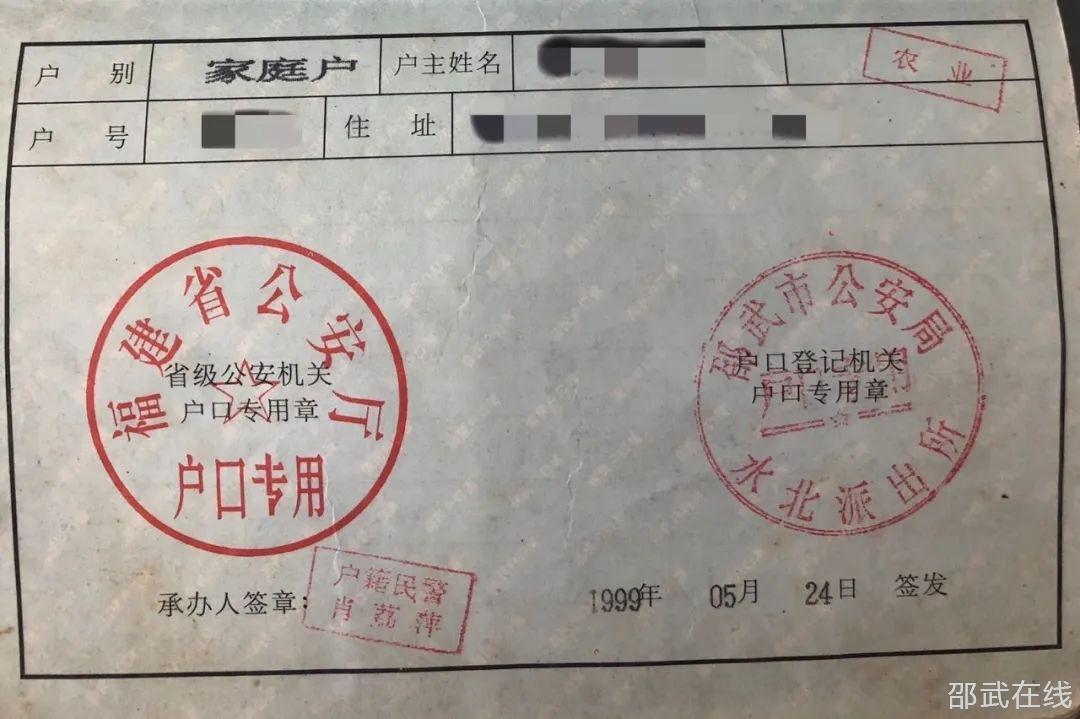 户 别 家庭户 户主姓名 农业
户 号 住 址
福建省公安厅
省级公安机关
户口专用章
户口专用
邵武市公安局
户口登记机关
户口专用章
水北派出所
承办人签章：
户籍民警
肖荔萍
1999年 05月 24日 签发
邵武在线